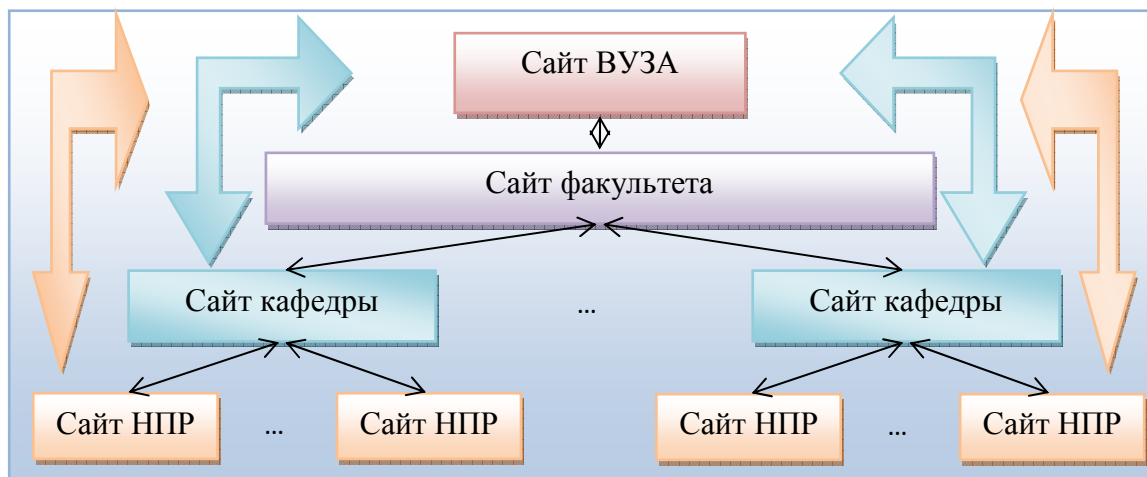 Сайт ВУЗА
Сайт факультета
Сайт кафедры ... Сайт кафедры
Сайт НПР ... Сайт НПР Сайт НПР ... Сайт НПР